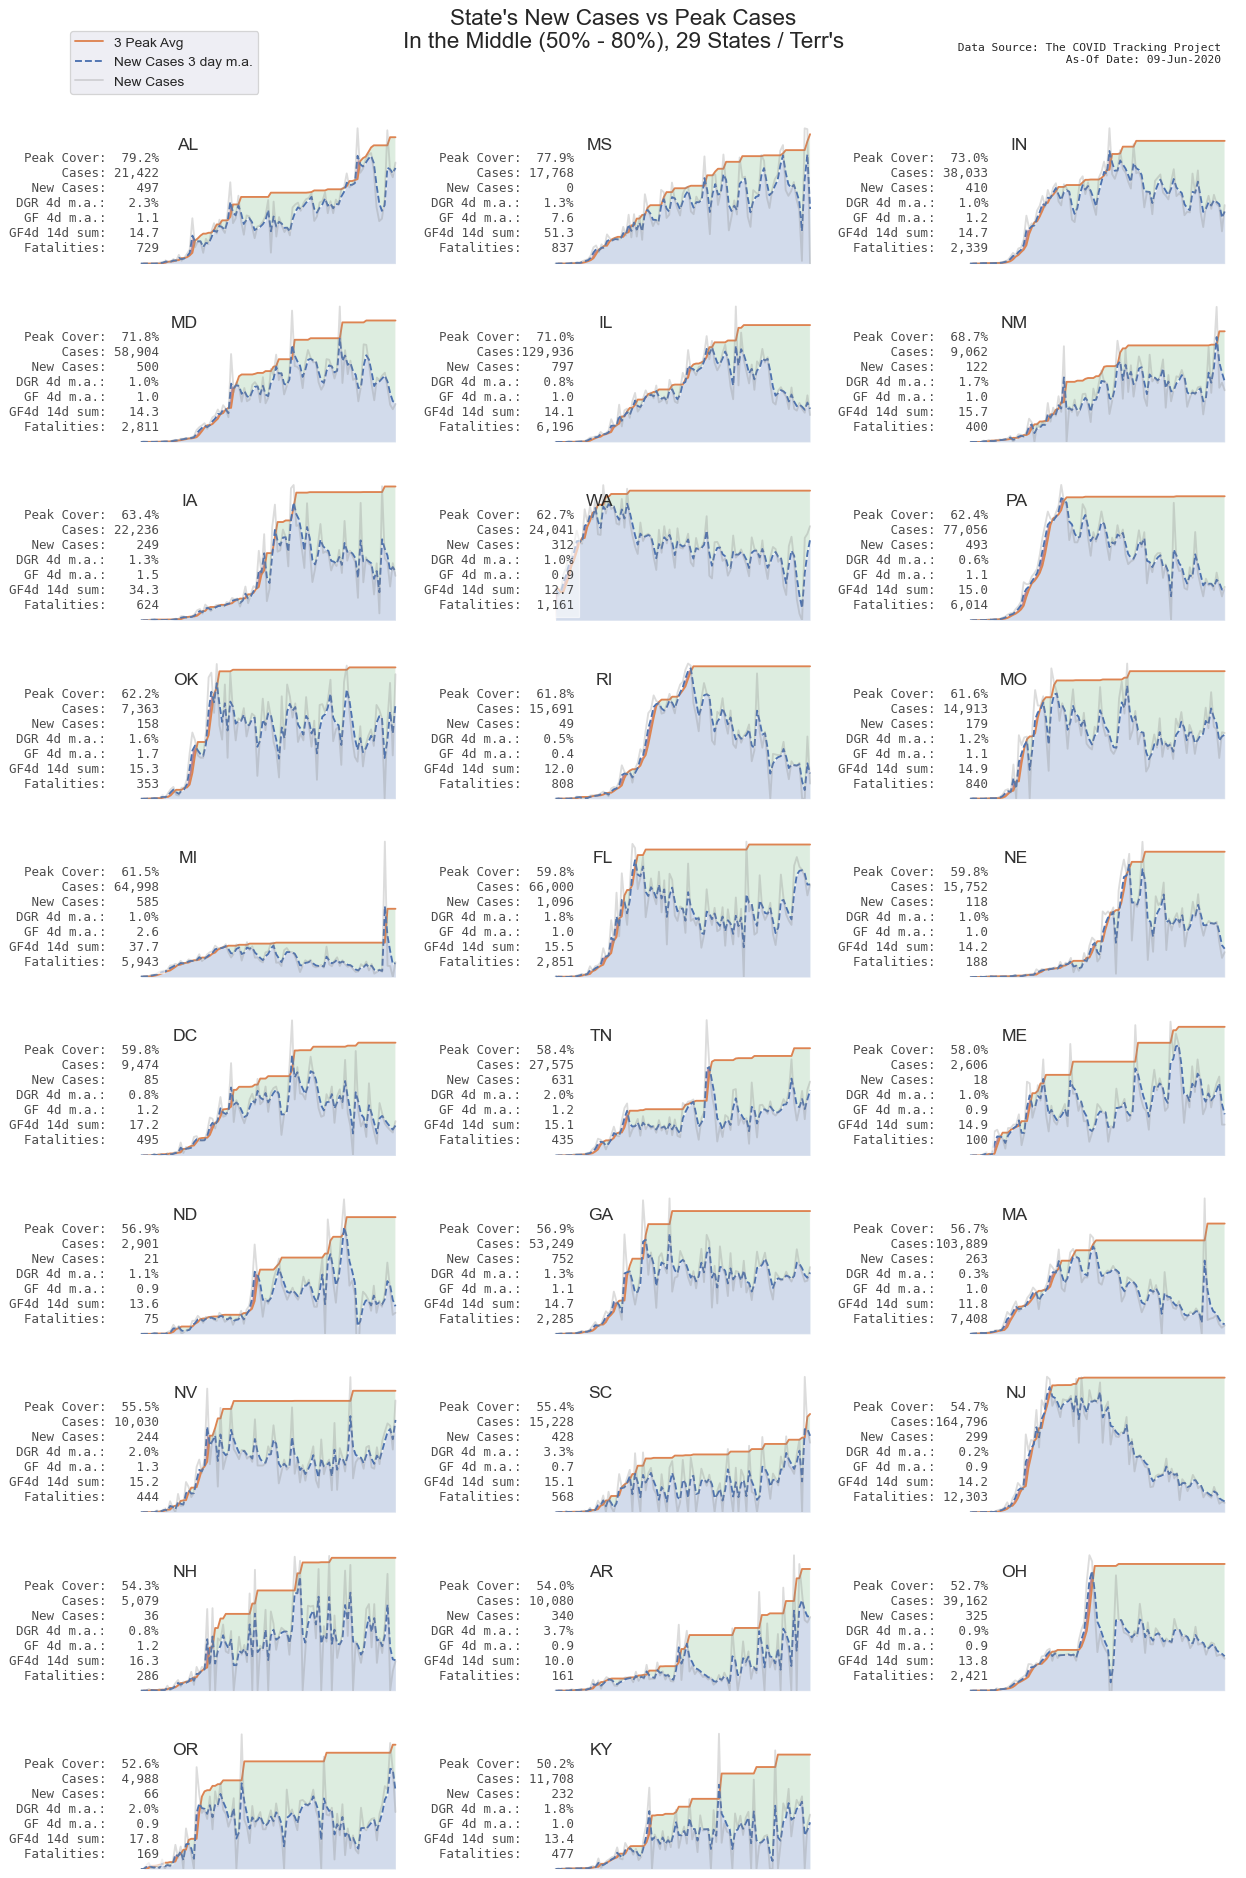 State's New Cases vs Peak Cases
In the Middle (50% - 80%), 29 States / Terr's
3 Peak Avg
New Cases 3 day m.a.
New Cases
Data Source: The COVID Tracking Project
As-Of Date: 09-Jun-2020
AL
Peak Cover: 79.2%
Cases: 21,422
New Cases: 497
DGR 4d m.a.: 2.3%
GF 4d m.a.: 1.1
GF4d 14d sum: 14.7
Fatalities: 729
MS
Peak Cover: 77.9%
Cases: 17,768
New Cases: 0
DGR 4d m.a.: 1.3%
GF 4d m.a.: 7.6
GF4d 14d sum: 51.3
Fatalities: 837
IN
Peak Cover: 73.0%
Cases: 38,033
New Cases: 410
DGR 4d m.a.: 1.0%
GF 4d m.a.: 1.2
GF4d 14d sum: 14.7
Fatalities: 2,339
MD
Peak Cover: 71.8%
Cases: 58,904
New Cases: 500
DGR 4d m.a.: 1.0%
GF 4d m.a.: 1.0
GF4d 14d sum: 14.3
Fatalities: 2,811
IL
Peak Cover: 71.0%
Cases:129,936
New Cases: 797
DGR 4d m.a.: 0.8%
GF 4d m.a.: 1.0
GF4d 14d sum: 14.1
Fatalities: 6,196
NM
Peak Cover: 68.7%
Cases: 9,062
New Cases: 122
DGR 4d m.a.: 1.7%
GF 4d m.a.: 1.0
GF4d 14d sum: 15.7
Fatalities: 400
IA
Peak Cover: 63.4%
Cases: 22,236
New Cases: 249
DGR 4d m.a.: 1.3%
GF 4d m.a.: 1.5
GF4d 14d sum: 34.3
Fatalities: 624
WA
Peak Cover: 62.7%
Cases: 24,041
New Cases: 312
DGR 4d m.a.: 1.0%
GF 4d m.a.: 0.9
GF4d 14d sum: 12.7
Fatalities: 1,161
PA
Peak Cover: 62.4%
Cases: 77,056
New Cases: 493
DGR 4d m.a.: 0.6%
GF 4d m.a.: 1.1
GF4d 14d sum: 15.0
Fatalities: 6,014
OK
Peak Cover: 62.2%
Cases: 7,363
New Cases: 158
DGR 4d m.a.: 1.6%
GF 4d m.a.: 1.7
GF4d 14d sum: 15.3
Fatalities: 353
RI
Peak Cover: 61.8%
Cases: 15,691
New Cases: 49
DGR 4d m.a.: 0.5%
GF 4d m.a.: 0.4
GF4d 14d sum: 12.0
Fatalities: 808
MO
Peak Cover: 61.6%
Cases: 14,913
New Cases: 179
DGR 4d m.a.: 1.2%
GF 4d m.a.: 1.1
GF4d 14d sum: 14.9
Fatalities: 840
MI
Peak Cover: 61.5%
Cases: 64,998
New Cases: 585
DGR 4d m.a.: 1.0%
GF 4d m.a.: 2.6
GF4d 14d sum: 37.7
Fatalities: 5,943
FL
Peak Cover: 59.8%
Cases: 66,000
New Cases: 1,096
DGR 4d m.a.: 1.8%
GF 4d m.a.: 1.0
GF4d 14d sum: 15.5
Fatalities: 2,851
NE
Peak Cover: 59.8%
Cases: 15,752
New Cases: 118
DGR 4d m.a.: 1.0%
GF 4d m.a.: 1.0
GF4d 14d sum: 14.2
Fatalities: 188
DC
Peak Cover: 59.8%
Cases: 9,474
New Cases: 85
DGR 4d m.a.: 0.8%
GF 4d m.a.: 1.2
GF4d 14d sum: 17.2
Fatalities: 495
TN
Peak Cover: 58.4%
Cases: 27,575
New Cases: 631
DGR 4d m.a.: 2.0%
GF 4d m.a.: 1.2
GF4d 14d sum: 15.1
Fatalities: 435
ME
Peak Cover: 58.0%
Cases: 2,606
New Cases: 18
DGR 4d m.a.: 1.0%
GF 4d m.a.: 0.9
GF4d 14d sum: 14.9
Fatalities: 100
ND
Peak Cover: 56.9%
Cases: 2,901
New Cases: 21
DGR 4d m.a.: 1.1%
GF 4d m.a.: 0.9
GF4d 14d sum: 13.6
Fatalities: 75
GA
Peak Cover: 56.9%
Cases: 53,249
New Cases: 752
DGR 4d m.a.: 1.3%
GF 4d m.a.: 1.1
GF4d 14d sum: 14.7
Fatalities: 2,285
MA
Peak Cover: 56.7%
Cases:103,889
New Cases: 263
DGR 4d m.a.: 0.3%
GF 4d m.a.: 1.0
GF4d 14d sum: 11.8
Fatalities: 7,408
NV
Peak Cover: 55.5%
Cases: 10,030
New Cases: 244
DGR 4d m.a.: 2.0%
GF 4d m.a.: 1.3
GF4d 14d sum: 15.2
Fatalities: 444
SC
Peak Cover: 55.4%
Cases: 15,228
New Cases: 428
DGR 4d m.a.: 3.3%
GF 4d m.a.: 0.7
GF4d 14d sum: 15.1
Fatalities: 568
NJ
Peak Cover: 54.7%
Cases:164,796
New Cases: 299
DGR 4d m.a.: 0.2%
GF 4d m.a.: 0.9
GF4d 14d sum: 14.2
Fatalities: 12,303
NH
Peak Cover: 54.3%
Cases: 5,079
New Cases: 36
DGR 4d m.a.: 0.8%
GF 4d m.a.: 1.2
GF4d 14d sum: 16.3
Fatalities: 286
AR
Peak Cover: 54.0%
Cases: 10,080
New Cases: 340
DGR 4d m.a.: 3.7%
GF 4d m.a.: 0.9
GF4d 14d sum: 10.0
Fatalities: 161
OH
Peak Cover: 52.7%
Cases: 39,162
New Cases: 325
DGR 4d m.a.: 0.9%
GF 4d m.a.: 0.9
GF4d 14d sum: 13.8
Fatalities: 2,421
OR
Peak Cover: 52.6%
Cases: 4,988
New Cases: 66
DGR 4d m.a.: 2.0%
GF 4d m.a.: 0.9
GF4d 14d sum: 17.8
Fatalities: 169
KY
Peak Cover: 50.2%
Cases: 11,708
New Cases: 232
DGR 4d m.a.: 1.8%
GF 4d m.a.: 1.0
GF4d 14d sum: 13.4
Fatalities: 477